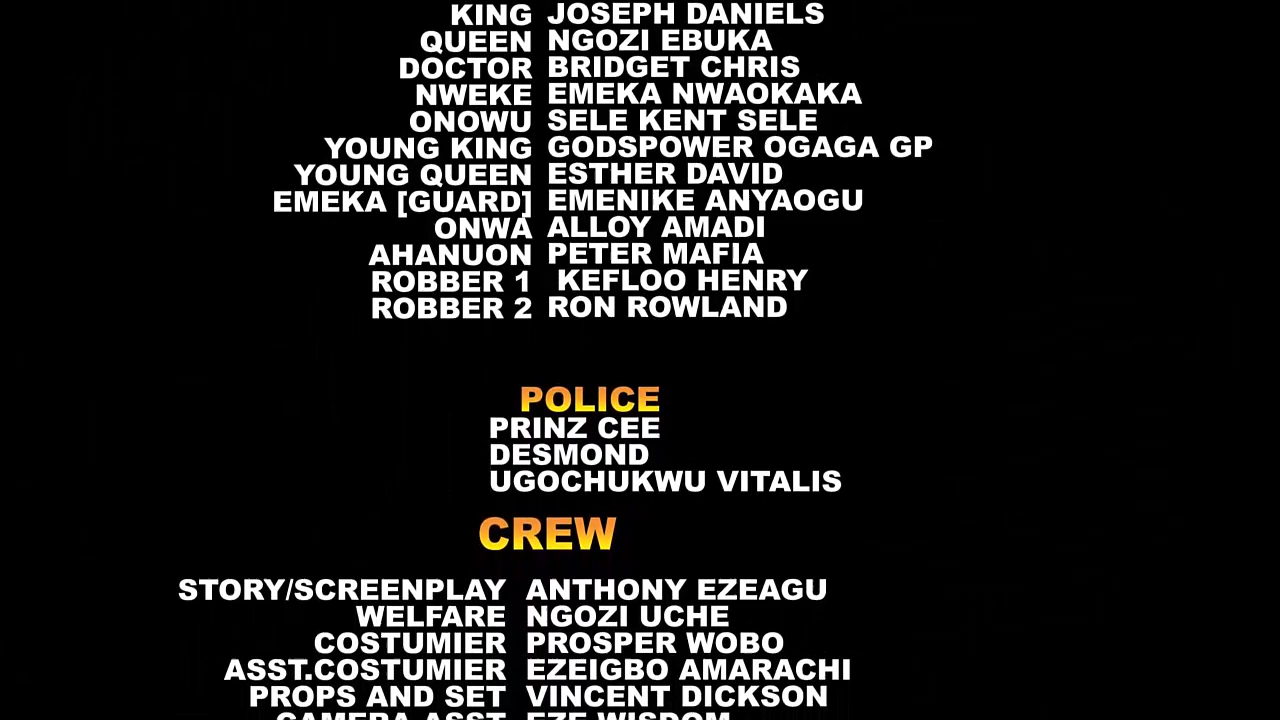 KING JOSEPH DANIELS
QUEEN NGOZI EBUKA
DOCTOR BRIDGET CHRIS
NWEKE EMEKA NWAOKAKA
ONOWU SELE KENT SELE
YOUNG KING GODSPOWER OGAGA GP
YOUNG QUEEN ESTHER DAVID
EMEKA [GUARD] EMENIKE ANYAOGU
ONWA ALLOY AMADI
AHANUON PETER MAFIA
ROBBER 1 KEFLOO HENRY
ROBBER 2 RON ROWLAND
POLICE
PRINZ CEE
DESMOND
UGOCHUKWU VITALIS
CREW
STORY/SCREENPLAY ANTHONY EZEAGU
WELFARE NGOZI UCHE
COSTUMIER PROSPER WOBO
ASST.COSTUMIER EZEIGBO AMARACHI
PROPS AND SET VINCENT DICKSON
CAMERA ASST EZE WISDOM